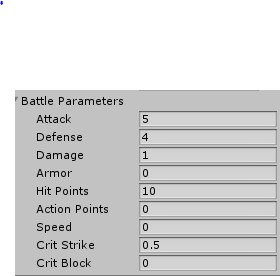 Battle Parameters
Attack 5
Defense 4
Damage 1
Armor 0
Hit Points 10
Action Points 0
Speed 0
Crit Strike 0.5
Crit Block 0